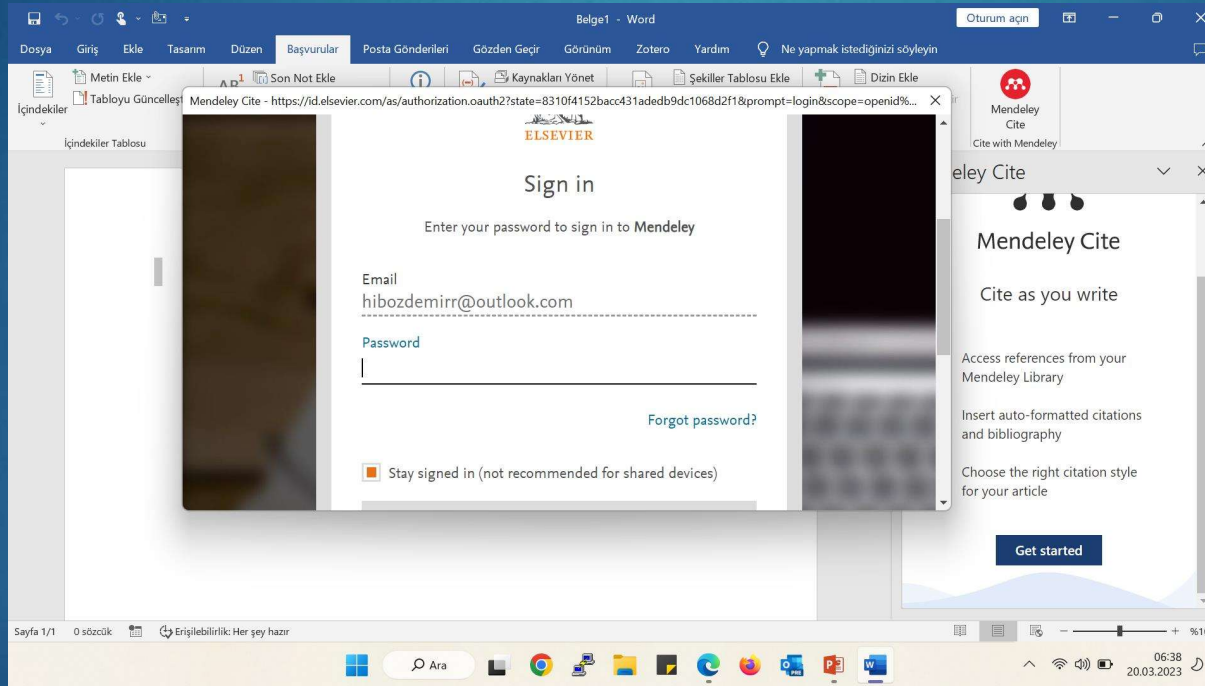 Belge1 - Word
Oturum açın
Dosya Giriş Ekle Tasarım Düzen Başvurular Posta Gönderileri Gözden Geçir Görünüm Zotero Yardım Ne yapmak istediğinizi söyleyin
İçindekiler
Metin Ekle
Tabloyu Güncelleşt
İçindekiler Tablosu
AB1
Son Not Ekle
Kaynakları Yönet
Şekiller Tablosu Ekle
Dizin Ekle
Mendeley
Cite
Cite with Mendeley
Mendeley Cite - https://id.elsevier.com/as/authorization.oauth2?state=8310f4152bacc431adedb9dc1068d2f1&prompt=login&scope=openid%...
ELSEVIER
Sign in
Enter your password to sign in to Mendeley
Email
hibozdemirr@outlook.com
Password
Forgot password?
Stay signed in (not recommended for shared devices)
eley Cite
Mendeley Cite
Cite as you write
Access references from your
Mendeley Library
Insert auto-formatted citations
and bibliography
Choose the right citation style
for your article
Get started
Sayfa 1/1 0 sözcük Erişilebilirlik: Her şey hazır
Ara
06:38
20.03.2023